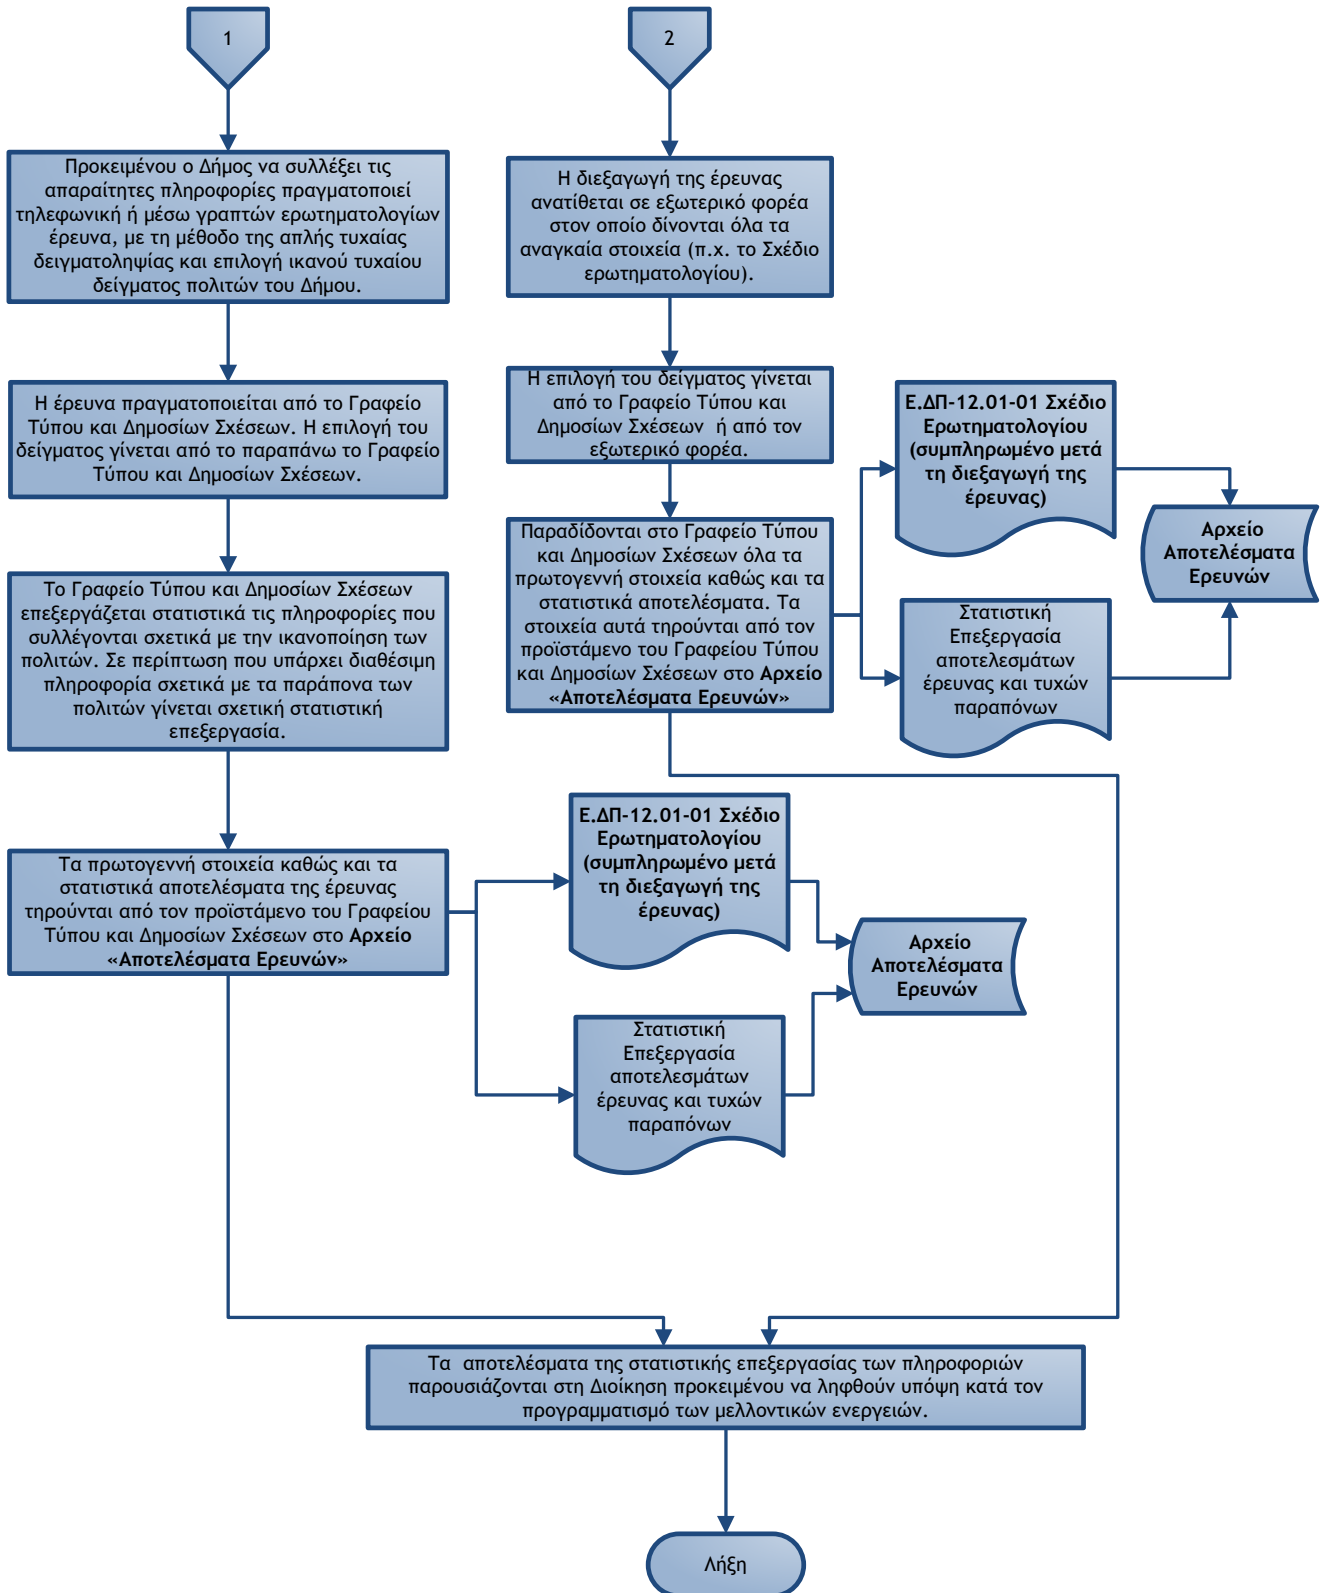 1
Προκειμένου ο Δήμος να συλλέξει τις
απαραίτητες πληροφορίες πραγματοποιεί
τηλεφωνική ή μέσω γραπτών ερωτηματολογίων
έρευνα, με τη μέθοδο της απλής τυχαίας
δειγματοληψίας και επιλογή ικανού τυχαίου
δείγματος πολιτών του Δήμου.
Η έρευνα πραγματοποιείται από το Γραφείο
Τύπου και Δημοσίων Σχέσεων. Η επιλογή του
δείγματος γίνεται από το παραπάνω το Γραφείο
Τύπου και Δημοσίων Σχέσεων.
Το Γραφείο Τύπου και Δημοσίων Σχέσεων
επεξεργάζεται στατιστικά τις πληροφορίες που
συλλέγονται σχετικά με την ικανοποίηση των
πολιτών. Σε περίπτωση που υπάρχει διαθέσιμη
πληροφορία σχετικά με τα παράπονα των
πολιτών γίνεται σχετική στατιστική
επεξεργασία.
Τα πρωτογεννή στοιχεία καθώς και τα
στατιστικά αποτελέσματα της έρευνας
τηρούνται από τον προϊστάμενο του Γραφείου
Τύπου και Δημοσίων Σχέσεων στο Αρχείο
«Αποτελέσματα Ερευνών»
Ε.ΔΠ-12.01-01 Σχέδιο
Ερωτηματολογίου
(συμπληρωμένο μετά
τη διεξαγωγή της
έρευνας)
Στατιστική
Επεξεργασία
αποτελεσμάτων
έρευνας και τυχών
παραπόνων
Αρχείο
Αποτελέσματα
Ερευνών
2
Η διεξαγωγή της έρευνας
ανατίθεται σε εξωτερικό φορέα
στον οποίο δίνονται όλα τα
αναγκαία στοιχεία (π.χ. το Σχέδιο
ερωτηματολογίου).
Η επιλογή του δείγματος γίνεται
από το Γραφείο Τύπου και
Δημοσίων Σχέσεων ή από τον
εξωτερικό φορέα.
Παραδίδονται στο Γραφείο Τύπου
και Δημοσίων Σχέσεων όλα τα
πρωτογεννή στοιχεία καθώς και τα
στατιστικά αποτελέσματα. Τα
στοιχεία αυτά τηρούνται από τον
προϊστάμενο του Γραφείου Τύπου
και Δημοσίων Σχέσεων στο Αρχείο
«Αποτελέσματα Ερευνών»
Ε.ΔΠ-12.01-01 Σχέδιο
Ερωτηματολογίου
(συμπληρωμένο μετά
τη διεξαγωγή της
έρευνας)
Στατιστική
Επεξεργασία
αποτελεσμάτων
έρευνας και τυχών
παραπόνων
Αρχείο
Αποτελέσματα
Ερευνών
Τα αποτελέσματα της στατιστικής επεξεργασίας των πληροφοριών
παρουσιάζονται στη Διοίκηση προκειμένου να ληφθούν υπόψη κατά τον
προγραμματισμό των μελλοντικών ενεργειών.
Λήξη